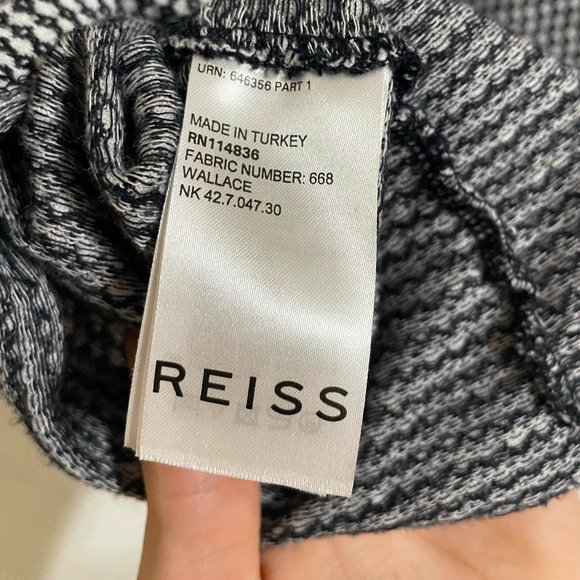 URN: 646356 PART 1
MADE IN TURKEY
RN114836
FABRIC NUMBER: 668
WALLACE
NK 42.7.047.30
REISS